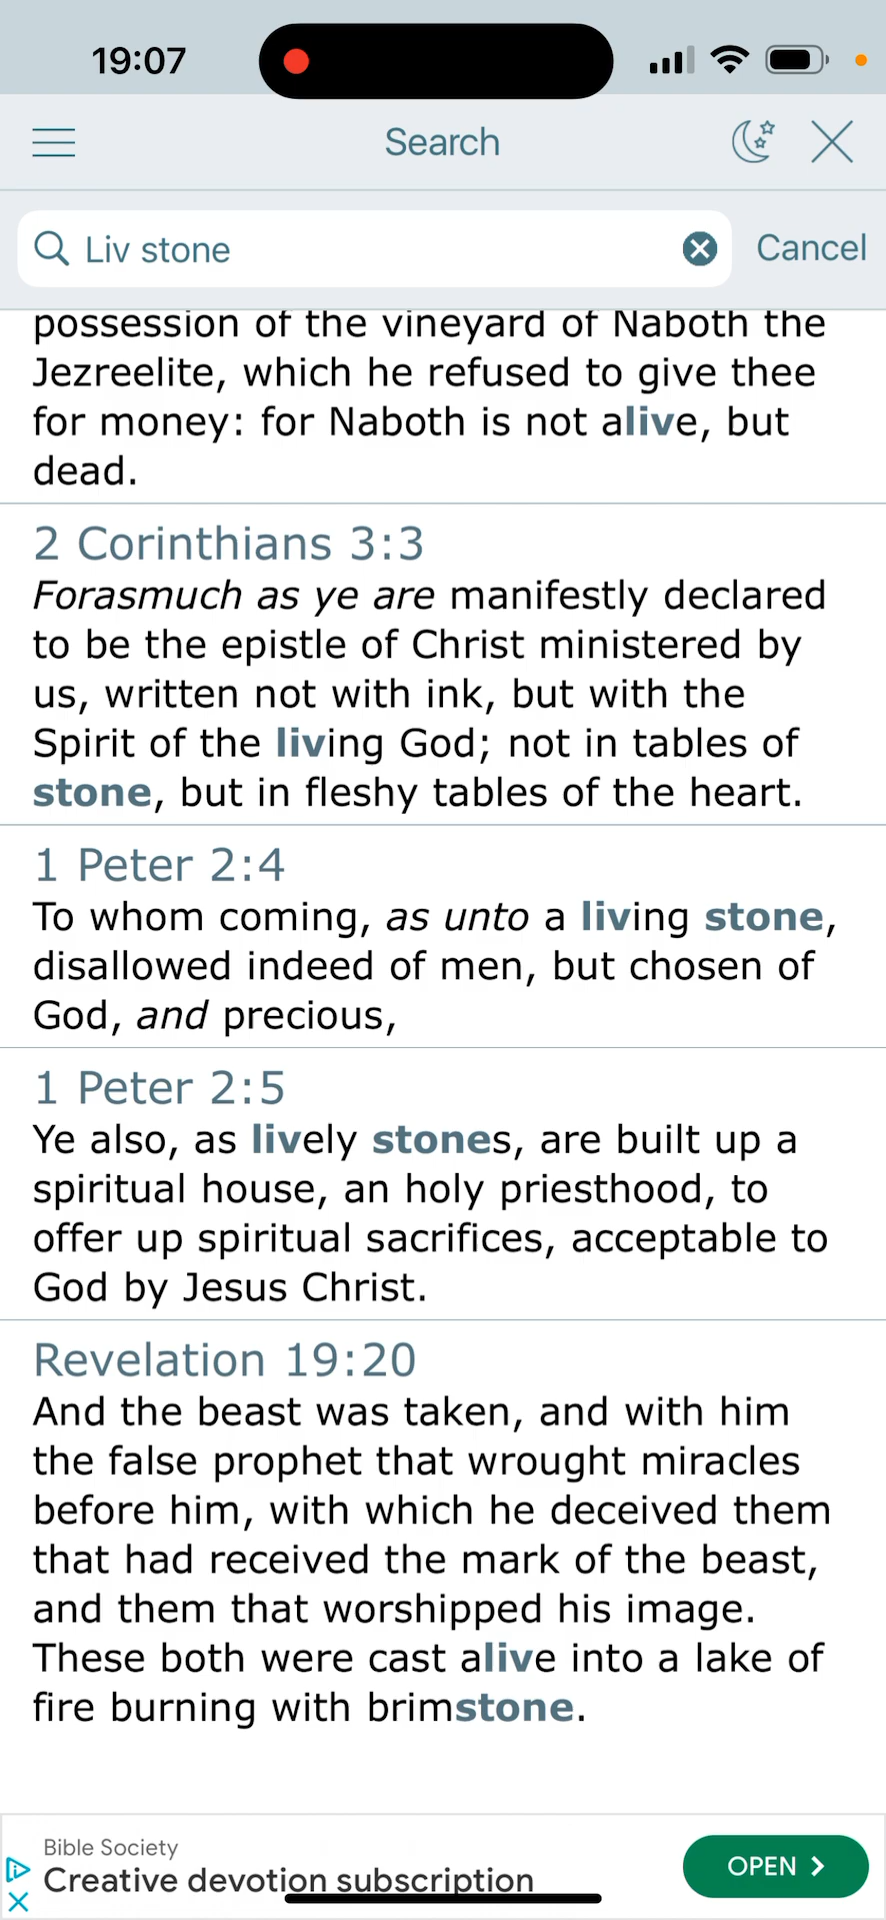 19:07
Search
Liv stone
Cancel
possession of the vineyard of Naboth the
Jezreelite, which he refused to give thee
for money: for Naboth is not alive, but
dead.
2 Corinthians 3:3
Forasmuch as ye are manifestly declared
to be the epistle of Christ ministered by
us, written not with ink, but with the
Spirit of the living God; not in tables of
stone, but in fleshy tables of the heart.
1 Peter 2:4
To whom coming, as unto a living stone,
disallowed indeed of men, but chosen of
God, and precious,
1 Peter 2:5
Ye also, as lively stones, are built up a
spiritual house, an holy priesthood, to
offer up spiritual sacrifices, acceptable to
God by Jesus Christ.
Revelation 19:20
And the beast was taken, and with him
the false prophet that wrought miracles
before him, with which he deceived them
that had received the mark of the beast,
and them that worshipped his image.
These both were cast alive into a lake of
fire burning with brimstone.
Bible Society
Creative devotion subscription
OPEN